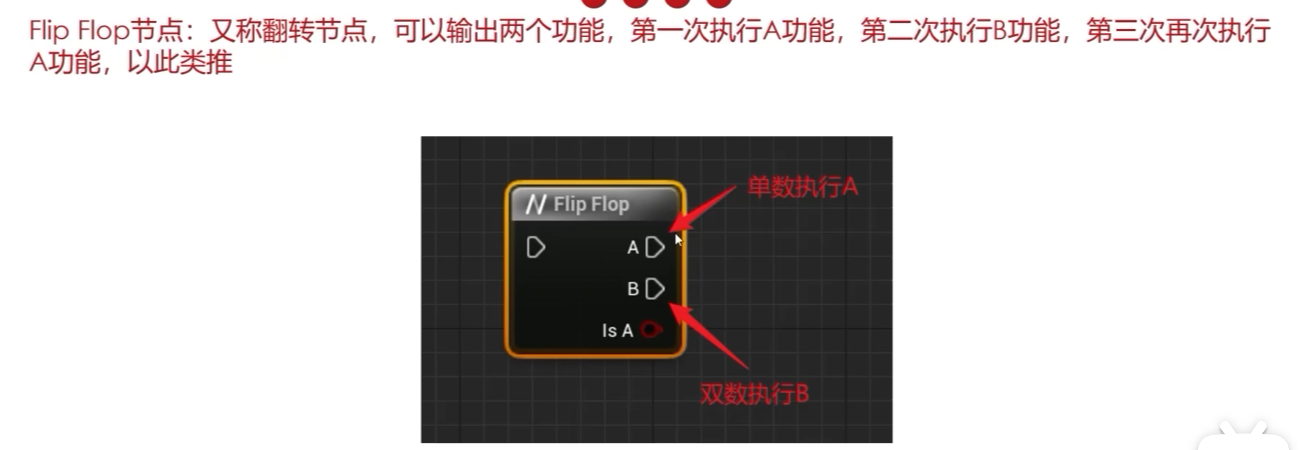 Flip Flop节点：又称翻转节点，可以输出两个功能，第一次执行A功能，第二次执行B功能，第三次再次执行
A功能，以此类推
单数执行A
Flip Flop
A
B
Is A
双数执行B